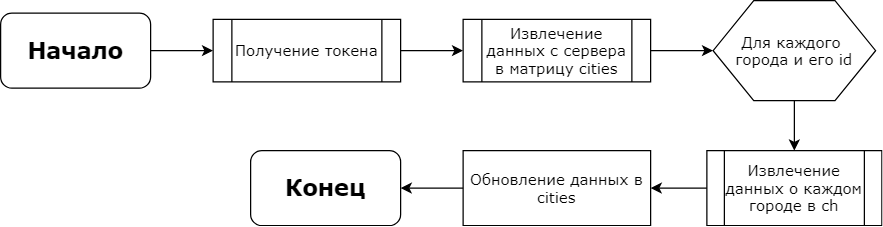 Начало
Получение токена
Извлечение
данных с сервера
в матрицу cities
Для каждого
города и его id
Извлечение
данных о каждом
городе в ch
Обновление данных в
cities
Конец